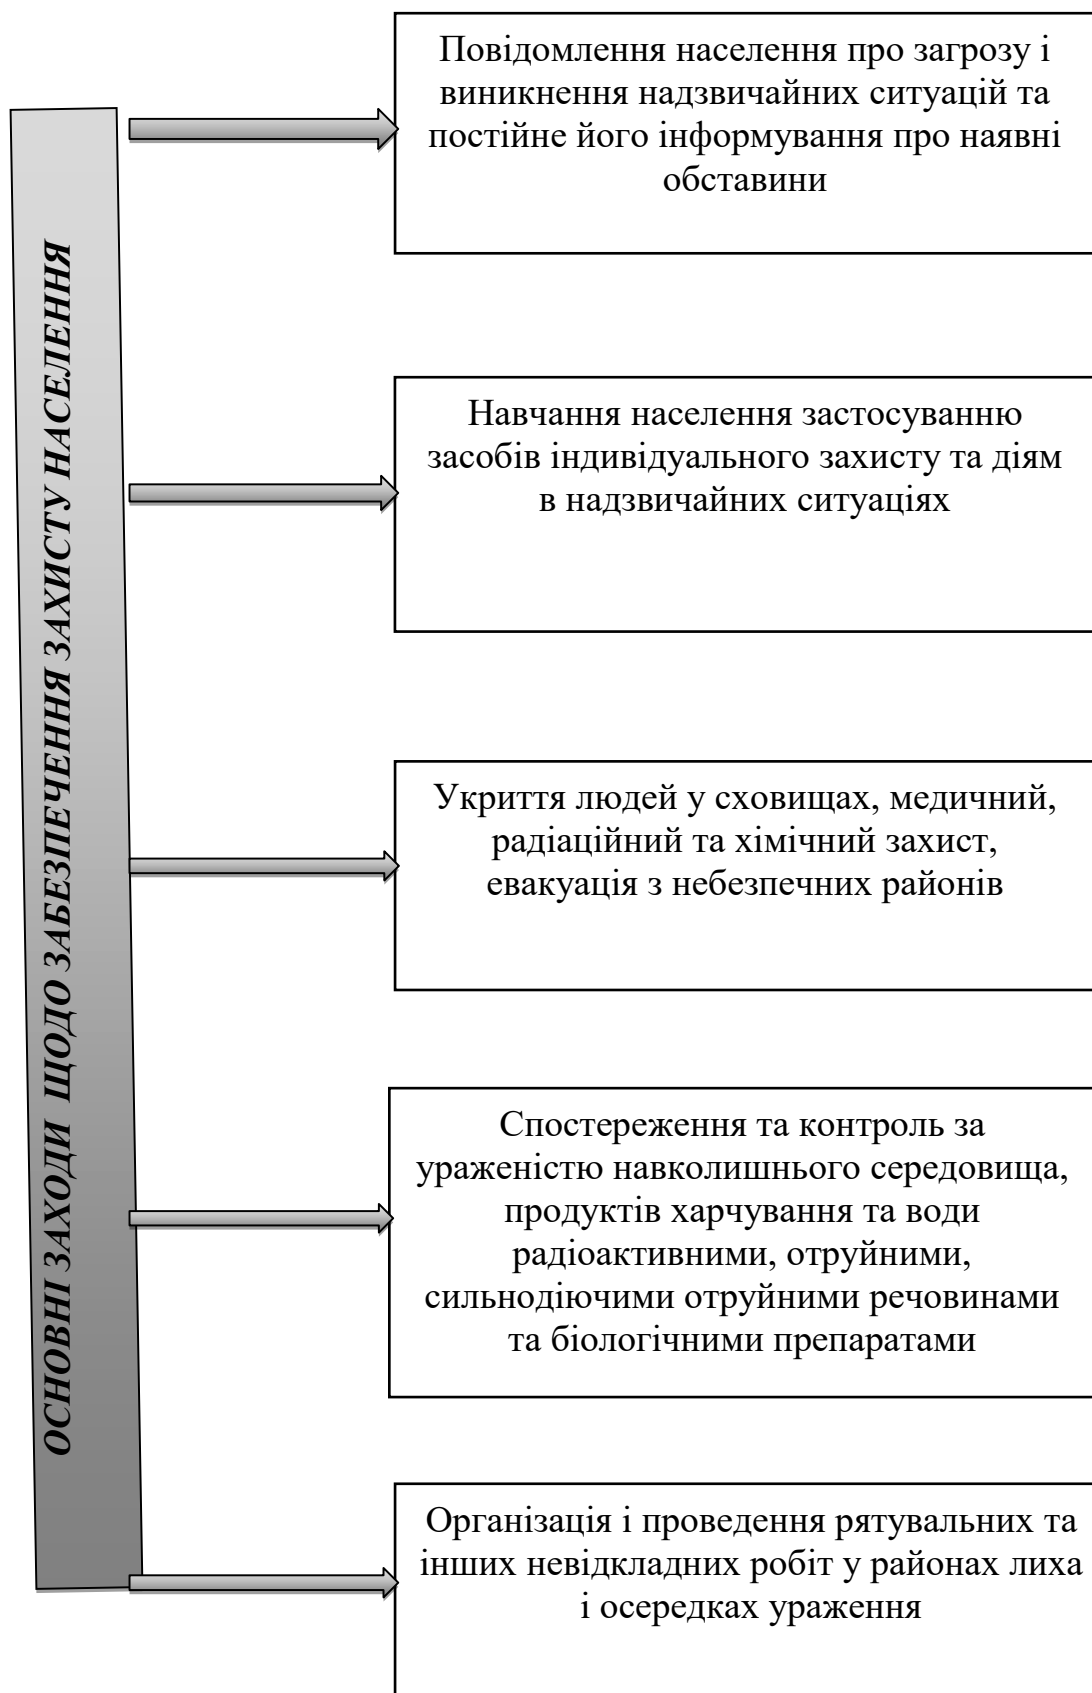 ОСНОВНІ ЗАХОДИ ЩОДО ЗАБЕЗПЕЧЕННЯ ЗАХИСТУ НАСЕЛЕННЯ
Повідомлення населення про загрозу і
виникнення надзвичайних ситуацій та
постійне його інформування про наявні
обставини
Навчання населення застосуванню
засобів індивідуального захисту та діям
в надзвичайних ситуаціях
Укриття людей у сховищах, медичний,
радіаційний та хімічний захист,
евакуація з небезпечних районів
Спостереження та контроль за
ураженістю навколишнього середовища,
продуктів харчування та води
радіоактивними, отруйними,
сильнодіючими отруйними речовинами
та біологічними препаратами
Організація і проведення рятувальних та
інших невідкладних робіт у районах лиха
і осередках ураження